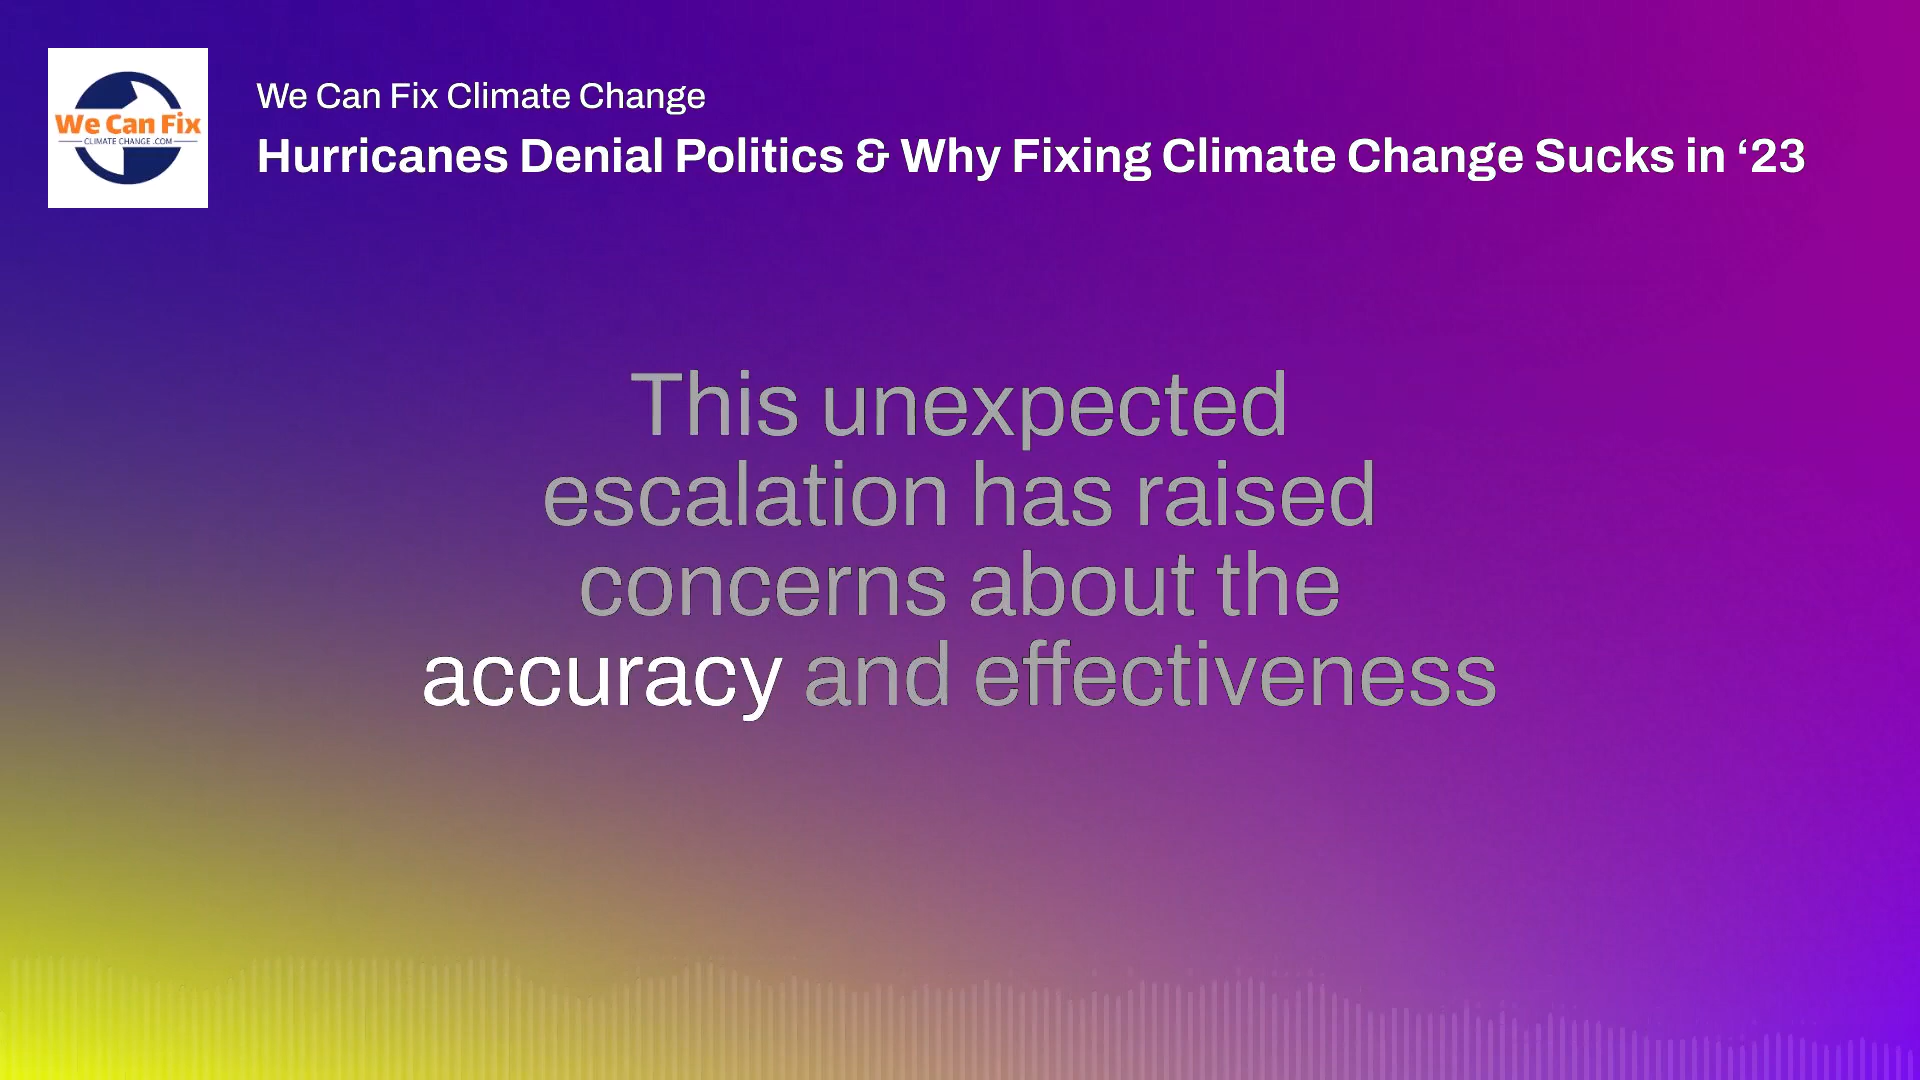 We Can Fix
CLIMATE CHANGE .COM
We Can Fix Climate Change
Hurricanes Denial Politics & Why Fixing Climate Change Sucks in ‘23
This unexpected
escalation has raised
concerns about the
accuracy and effectiveness